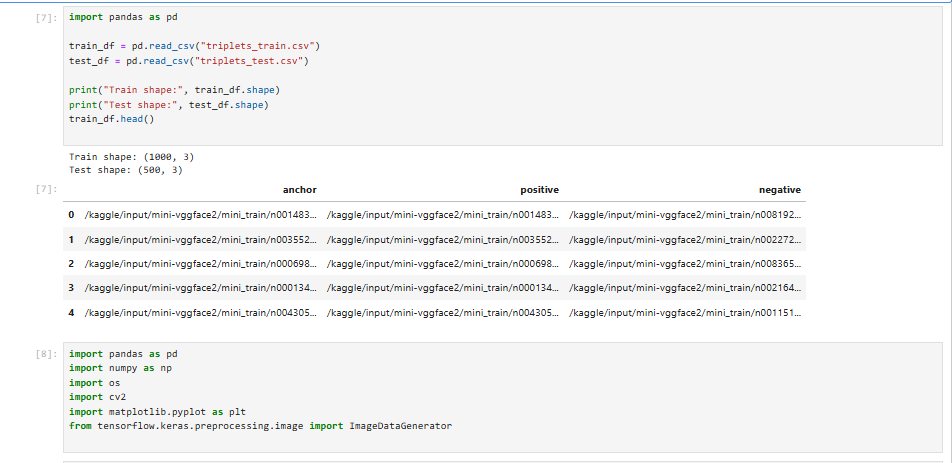 [7]: import pandas as pd
train_df = pd.read_csv("triplets_train.csv")
test_df = pd.read_csv("triplets_test.csv")
print("Train shape:", train_df.shape)
print("Test shape:", test_df.shape)
train_df.head()
Train shape: (1000, 3)
Test shape: (500, 3)
[7]: anchor positive negative
0 /kaggle/input/mini-vggface2/mini_train/n001483... /kaggle/input/mini-vggface2/mini_train/n001483... /kaggle/input/mini-vggface2/mini_train/n008192...
1 /kaggle/input/mini-vggface2/mini_train/n003552... /kaggle/input/mini-vggface2/mini_train/n003552... /kaggle/input/mini-vggface2/mini_train/n002272...
2 /kaggle/input/mini-vggface2/mini_train/n000698... /kaggle/input/mini-vggface2/mini_train/n000698... /kaggle/input/mini-vggface2/mini_train/n008365...
3 /kaggle/input/mini-vggface2/mini_train/n000134... /kaggle/input/mini-vggface2/mini_train/n000134... /kaggle/input/mini-vggface2/mini_train/n002164...
4 /kaggle/input/mini-vggface2/mini_train/n004305... /kaggle/input/mini-vggface2/mini_train/n004305... /kaggle/input/mini-vggface2/mini_train/n001151...
[8]: import pandas as pd
import numpy as np
import os
import cv2
import matplotlib.pyplot as plt
from tensorflow.keras.preprocessing.image import ImageDataGenerator